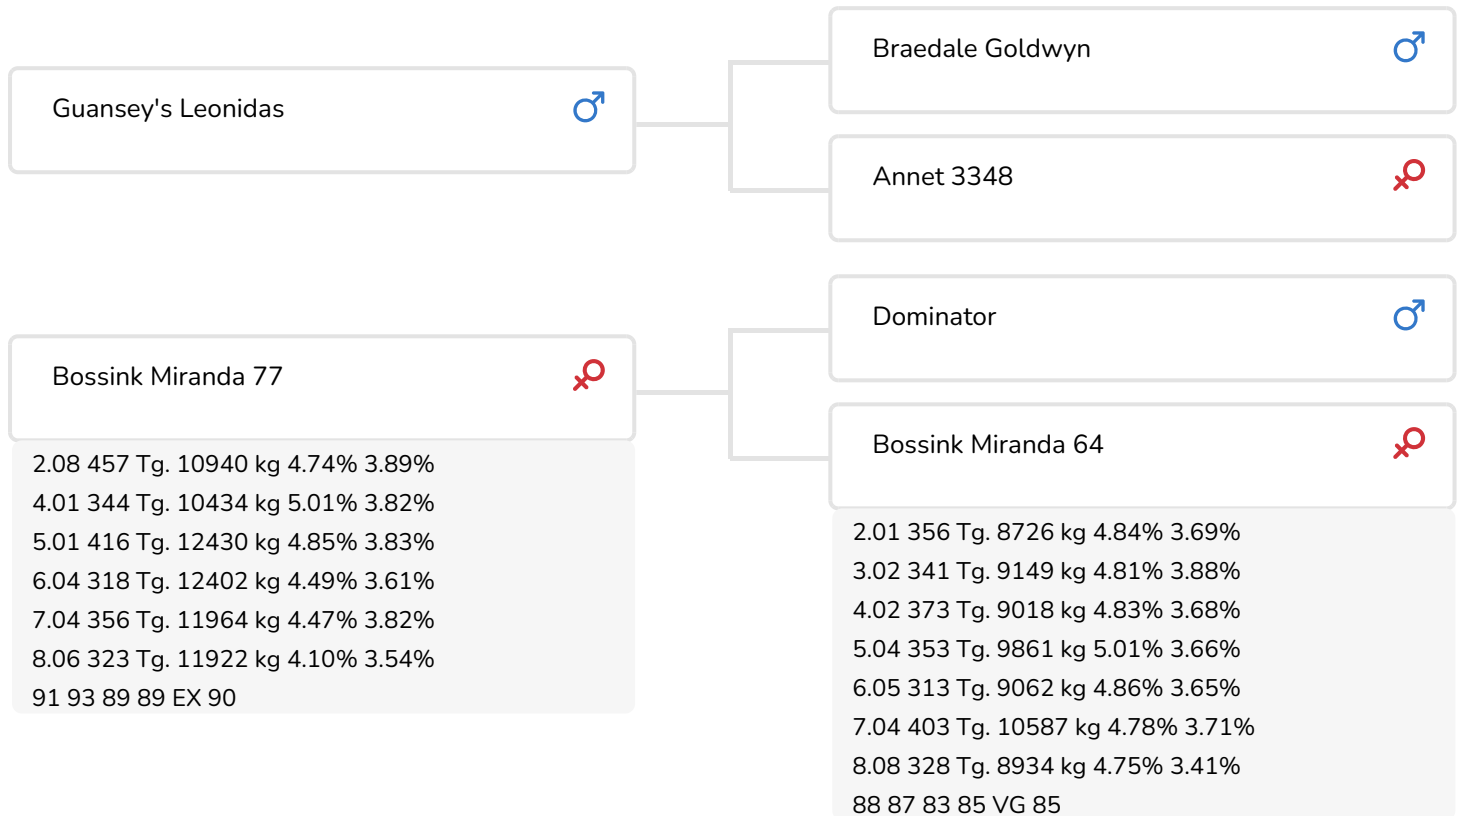 Braedale Goldwyn
Guansey's Leonidas
Annet 3348
Dominator
Bossink Miranda 77
2.08 457 Tg. 10940 kg 4.74% 3.89%
4.01 344 Tg. 10434 kg 5.01% 3.82%
5.01 416 Tg. 12430 kg 4.85% 3.83%
6.04 318 Tg. 12402 kg 4.49% 3.61%
7.04 356 Tg. 11964 kg 4.47% 3.82%
8.06 323 Tg. 11922 kg 4.10% 3.54%
91 93 89 89 EX 90
Bossink Miranda 64
2.01 356 Tg. 8726 kg 4.84% 3.69%
3.02 341 Tg. 9149 kg 4.81% 3.88%
4.02 373 Tg. 9018 kg 4.83% 3.68%
5.04 353 Tg. 9861 kg 5.01% 3.66%
6.05 313 Tg. 9062 kg 4.86% 3.65%
7.04 403 Tg. 10587 kg 4.78% 3.71%
8.08 328 Tg. 8934 kg 4.75% 3.41%
88 87 83 85 VG 85